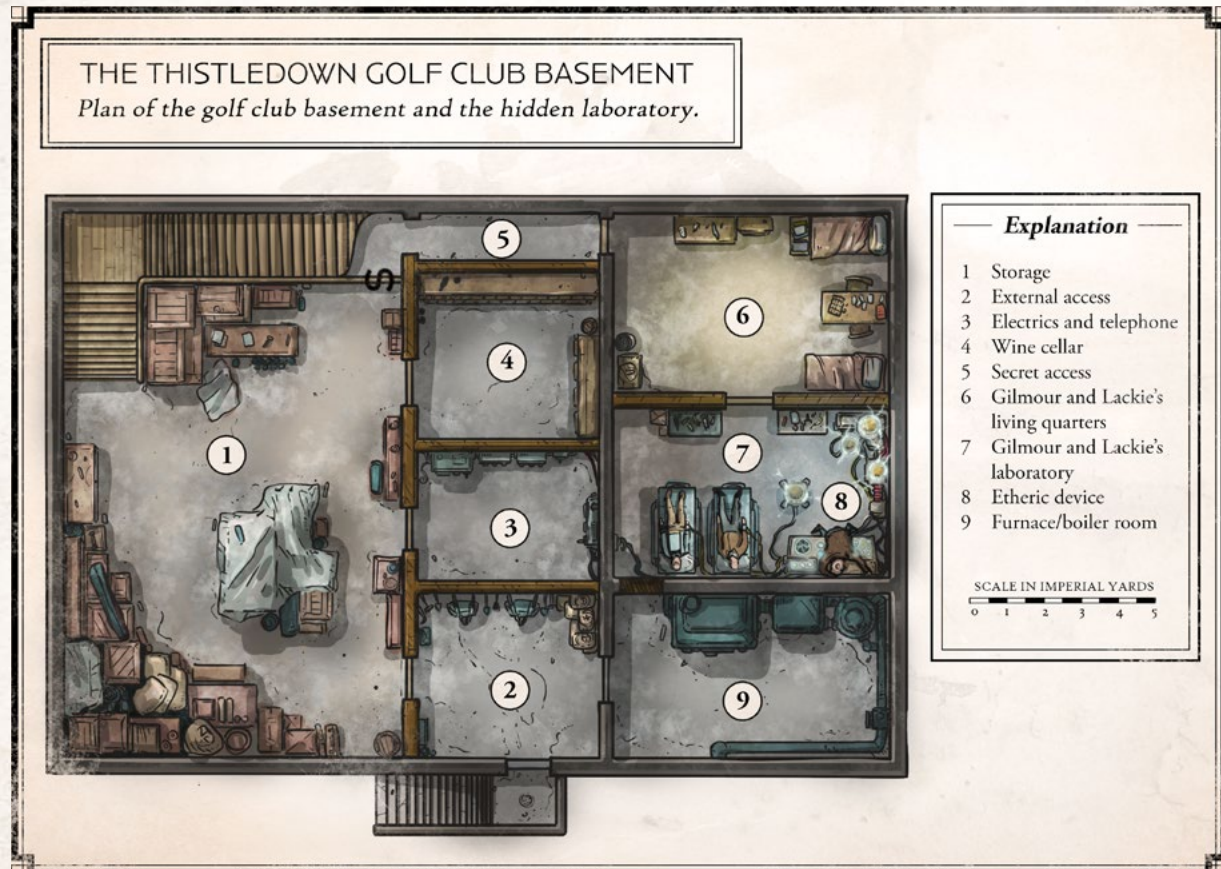 THE THISTLEDOWN GOLF CLUB BASEMENT
Plan of the golf club basement and the hidden laboratory.
5
S
6
4
1
7
8
3
2
9
Explanation
1 Storage
2 External access
3 Electrics and telephone
4 Wine cellar
5 Secret access
6 Gilmour and Lackie's
living quarters
7 Gilmour and Lackie's
laboratory
8 Etheric device
9 Furnace/boiler room
SCALE IN IMPERIAL YARDS
0 1 2 3 4 5